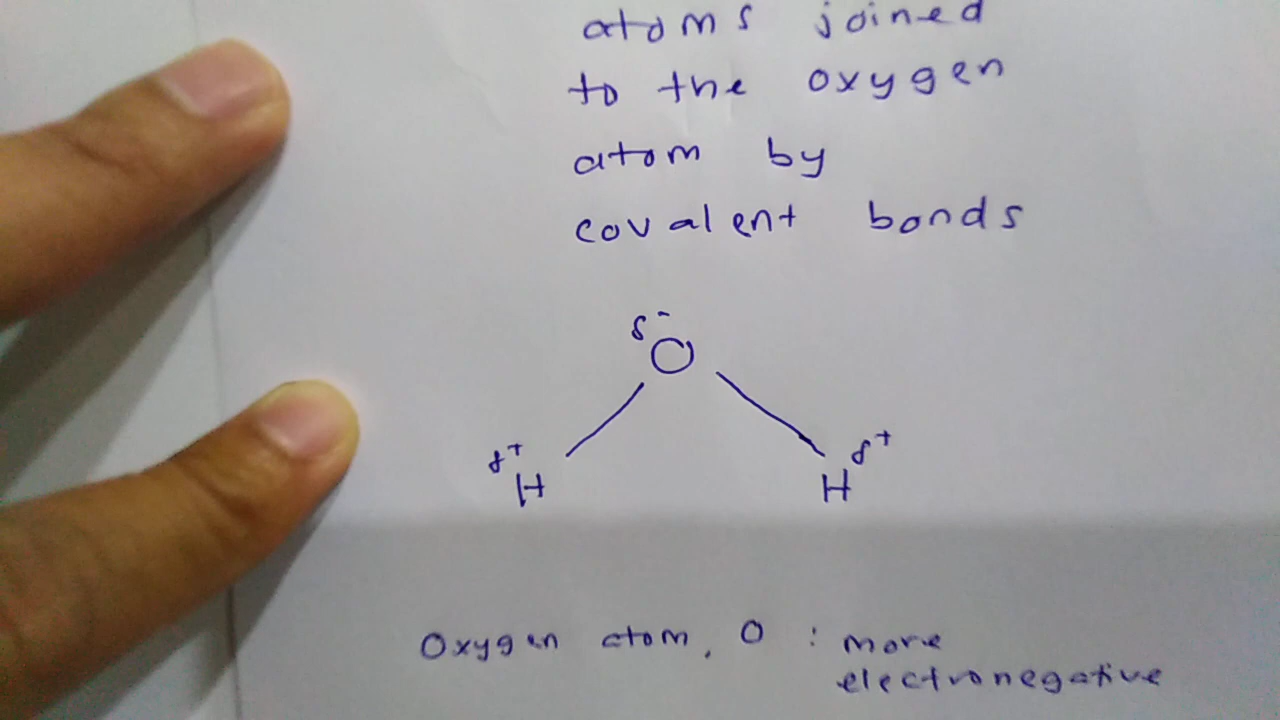 atoms joined
to the oxygen
atom by
covalent bonds
δ-
O
δ+ δ+
H H
Oxygen atom, O : more
electronegative